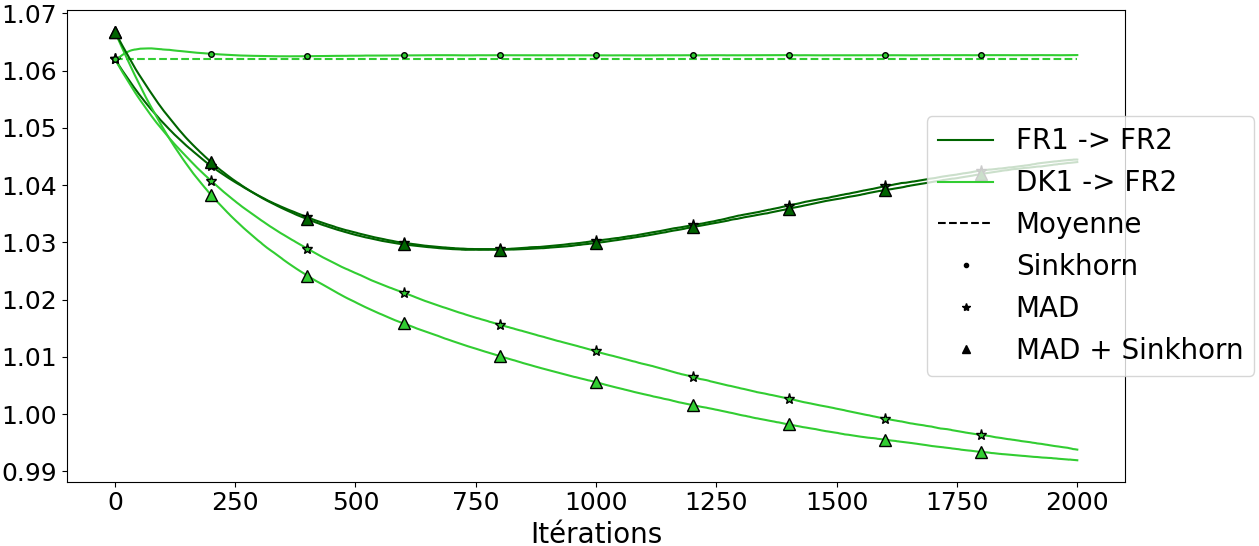 1.07
1.06
1.05
1.04
1.03
1.02
1.01
1.00
0.99
0
250
500
750
1000
1250
1500
1750
2000
Itérations
FR1 -> FR2
DK1 -> FR2
Moyenne
Sinkhorn
MAD
MAD + Sinkhorn